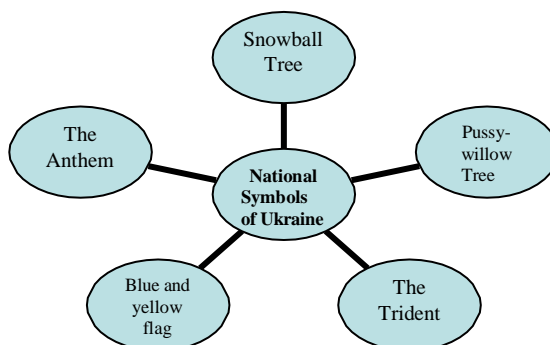 Snowball
Tree
The
Anthem
Pussy-
willow
Tree
National
Symbols
of Ukraine
Blue and
yellow
flag
The
Trident